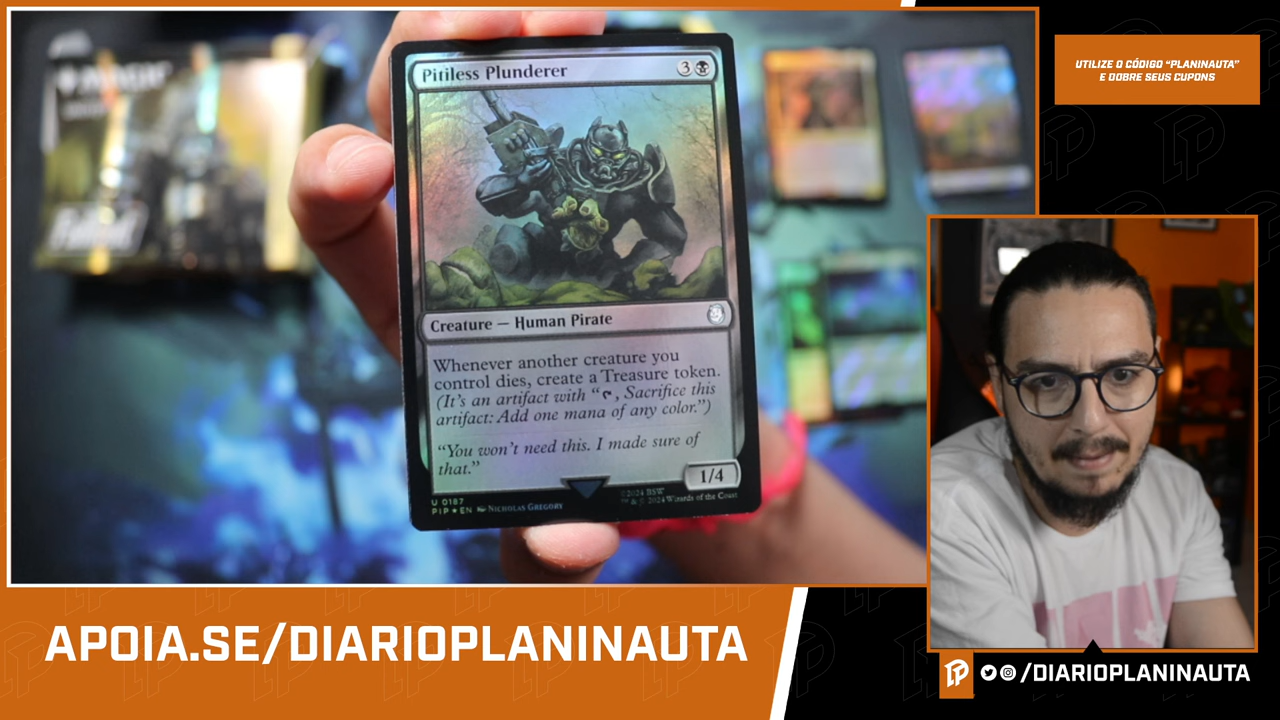 UTILIZE O CÓDIGO “PLANINAUTA”
E DOBRE SEUS CUPONS
MAGIC
Fallout
Pitiless Plunderer 3
Creature — Human Pirate
Whenever another creature you
control dies, create a Treasure token.
(It's an artifact with “, Sacrifice this
artifact: Add one mana of any color.”)
“You won't need this. I made sure of
that.”
1/4
U 0187
PIP★EN NICHOLAS GREGORY
©2024 BSW
™ & © 2024 Wizards of the Coast
APOIA.SE/DIARIOPLANINAUTA
/DIARIOPLANINAUTA